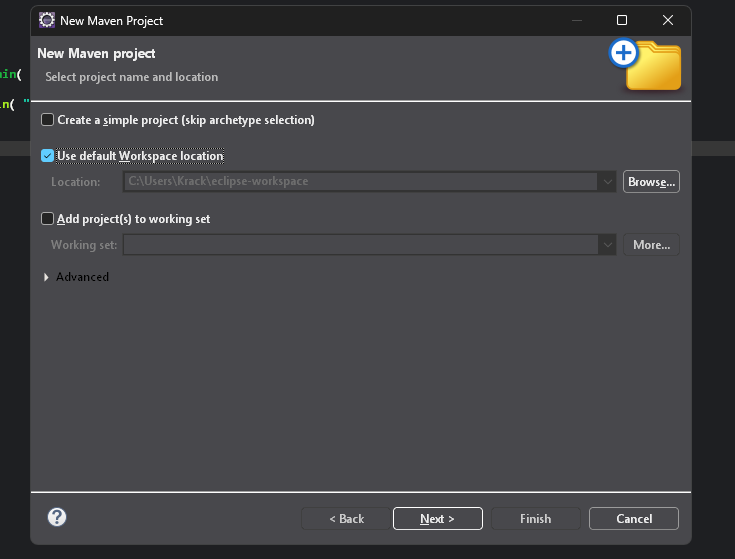 New Maven Project
New Maven project
Select project name and location
Create a simple project (skip archetype selection)
Use default Workspace location
Location: C:\Users\Krack\eclipse-workspace Browse...
Add project(s) to working set
Working set: More...
Advanced
? < Back Next > Finish Cancel
ain(
n( "